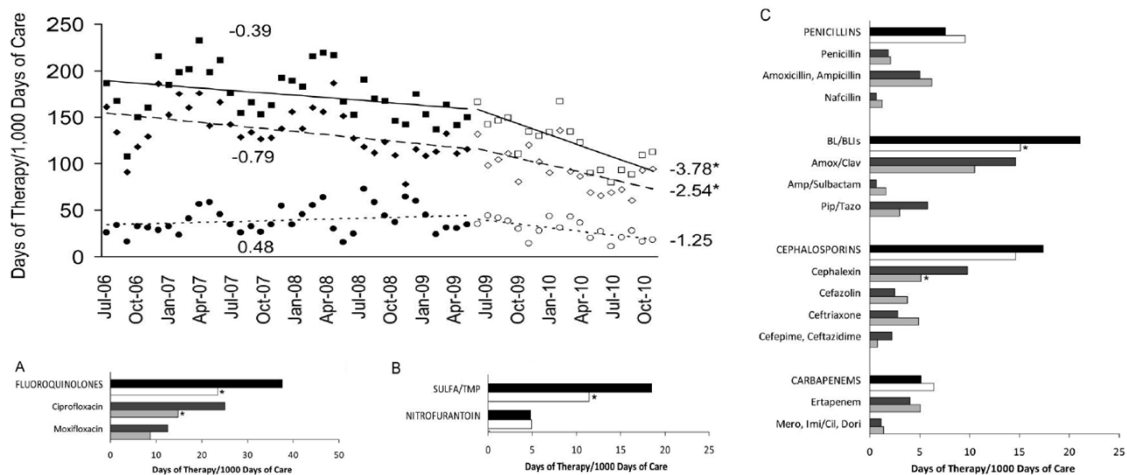 Days of Therapy/1,000 Days of Care
250
200
150
100
50
0
-0.39
-0.79
0.48
-3.78*
-2.54*
-1.25
Jul-06
Oct-06
Jan-07
Apr-07
Jul-07
Oct-07
Jan-08
Apr-08
Jul-08
Oct-08
Jan-09
Apr-09
Jul-09
Oct-09
Jan-10
Apr-10
Jul-10
Oct-10
A
FLUOROQUINOLONES
*
Ciprofloxacin
*
Moxifloxacin
0 10 20 30 40 50
Days of Therapy/1000 Days of Care
B
SULFA/TMP
*
NITROFURANTOIN
0 5 10 15 20 25
Days of Therapy/1000 Days of Care
C
PENICILLINS
Penicillin
Amoxicillin, Ampicillin
Nafcillin
BL/BLIs
*
Amox/Clav
Amp/Sulbactam
Pip/Tazo
CEPHALOSPORINS
Cephalexin
*
Cefazolin
Ceftriaxone
Cefepime, Ceftazidime
CARBAPENEMS
Ertapenem
Mero, Imi/Cil, Dori
0 5 10 15 20 25
Days of Therapy/1000 Days of Care